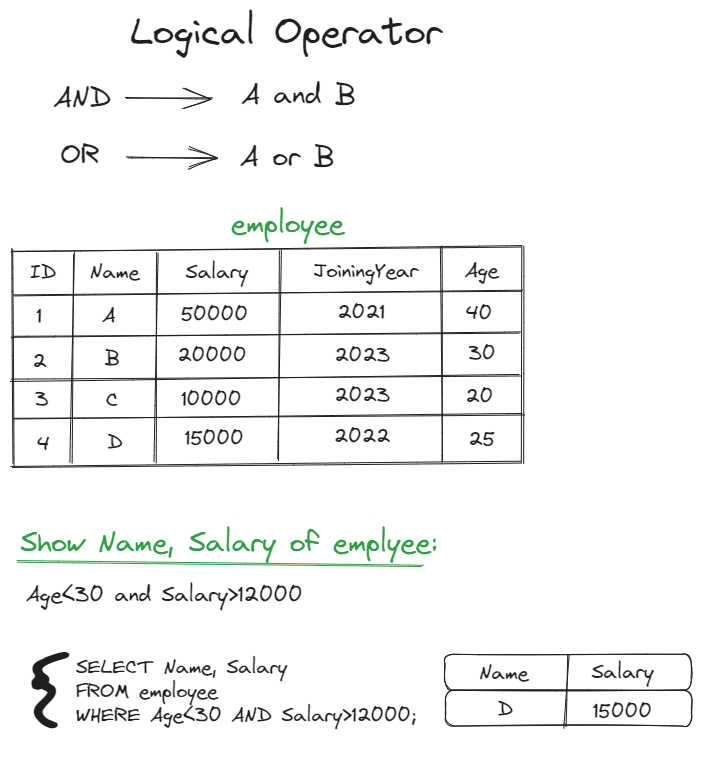 Logical Operator
AND → A and B
OR → A or B
employee
ID Name Salary JoiningYear Age
1 A 50000 2021 40
2 B 20000 2023 30
3 C 10000 2023 20
4 D 15000 2022 25
Show Name, Salary of emplyee:
Age<30 and Salary>12000
SELECT Name, Salary
FROM employee
WHERE Age<30 AND Salary>12000;
Name Salary
D 15000